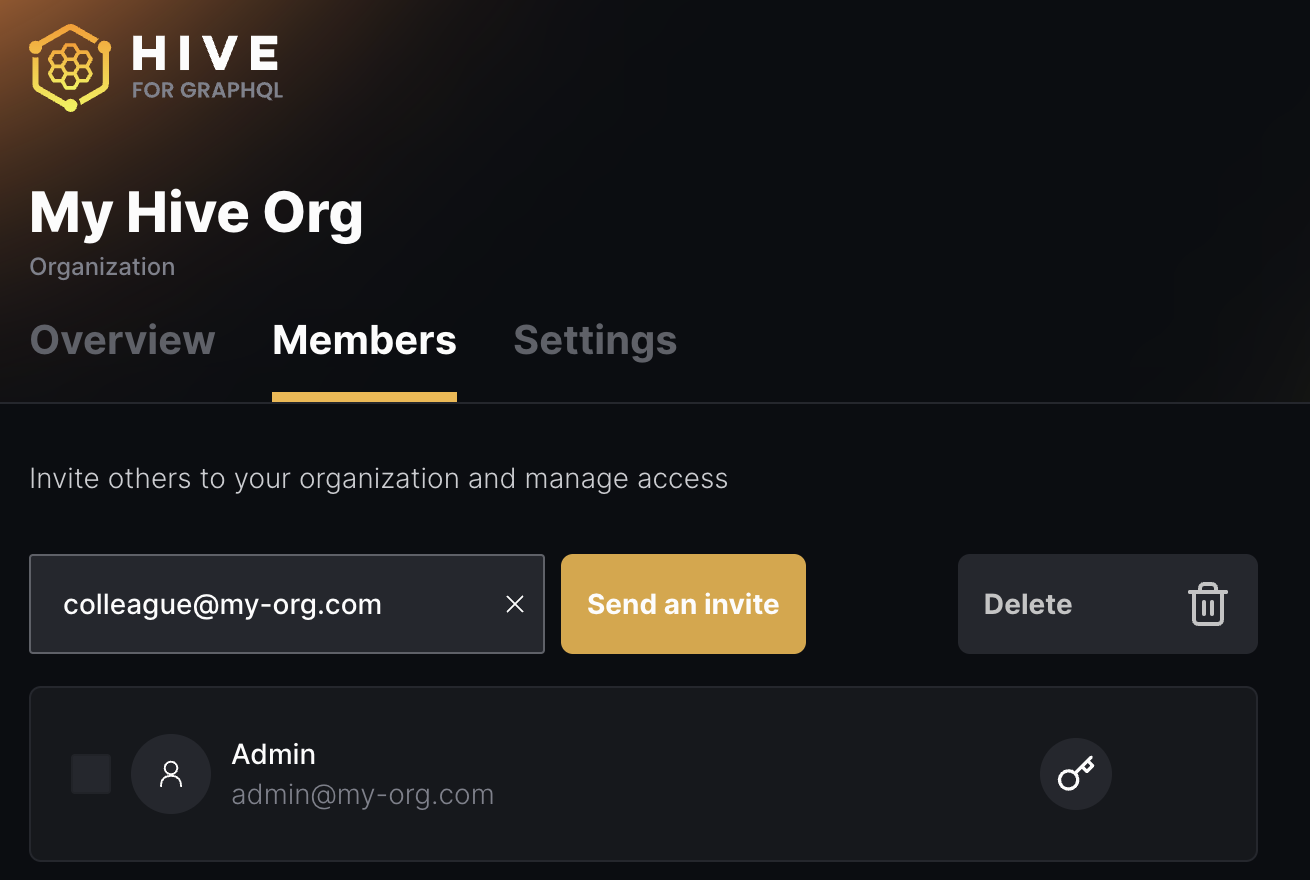 HIVE
FOR GRAPHQL
My Hive Org
Organization
Overview Members Settings
Invite others to your organization and manage access
colleague@my-org.com Send an invite Delete
Admin
admin@my-org.com